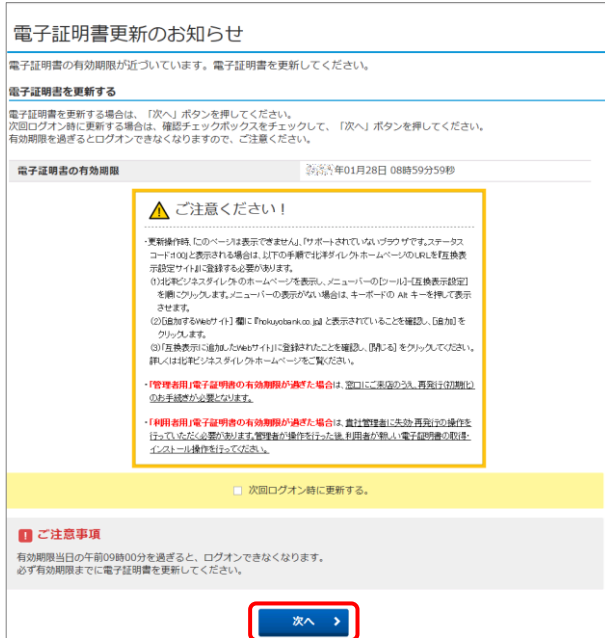 電子証明書更新のお知らせ
電子証明書の有効期限が近づいています。電子証明書を更新してください。
電子証明書を更新する
電子証明書を更新する場合は、「次へ」ボタンを押してください。
次回ログオン時に更新する場合は、確認チェックボックスをチェックして、「次へ」ボタンを押してください。
有効期限を過ぎるとログオンできなくなりますので、ご注意ください。
電子証明書の有効期限
年01月28日 08時59分59秒
ご注意ください！
・更新操作時、「このページは表示できません」、「サポートされていないブラウザです。ステータス
コード:100」と表示される場合は、以下の手順で北洋ダイレクトホームページのURLを『互換表
示設定サイト』に登録する必要があります。
(1)北洋ビジネスダイレクトのホームページを表示し、メニューバーの[ツール]-[互換表示設定]
を順にクリックします。メニューバーの表示がない場合は、キーボードの Alt キーを押して表示
させます。
(2)[追加するWebサイト] 欄に『hokuyobank.co.jp』 と表示されていることを確認し、[追加] を
クリックします。
(3)『互換表示に追加したWebサイト』に登録されたことを確認し、[閉じる] をクリックしてください。
詳しくは北洋ビジネスダイレクトホームページをご覧ください。
・「管理者用」電子証明書の有効期限が過ぎた場合は、窓口にご来店のうえ、再発行(初期化)
のお手続きが必要となります。
・「利用者用」電子証明書の有効期限が過ぎた場合は、貴社管理者に失効・再発行の操作を
行っていただく必要があります。管理者が操作を行った後、利用者が新しい電子証明書の取得・
インストール操作を行ってください。
次回ログオン時に更新する。
ご注意事項
有効期限当日の午前09時00分を過ぎると、ログオンできなくなります。
必ず有効期限までに電子証明書を更新してください。
次へ